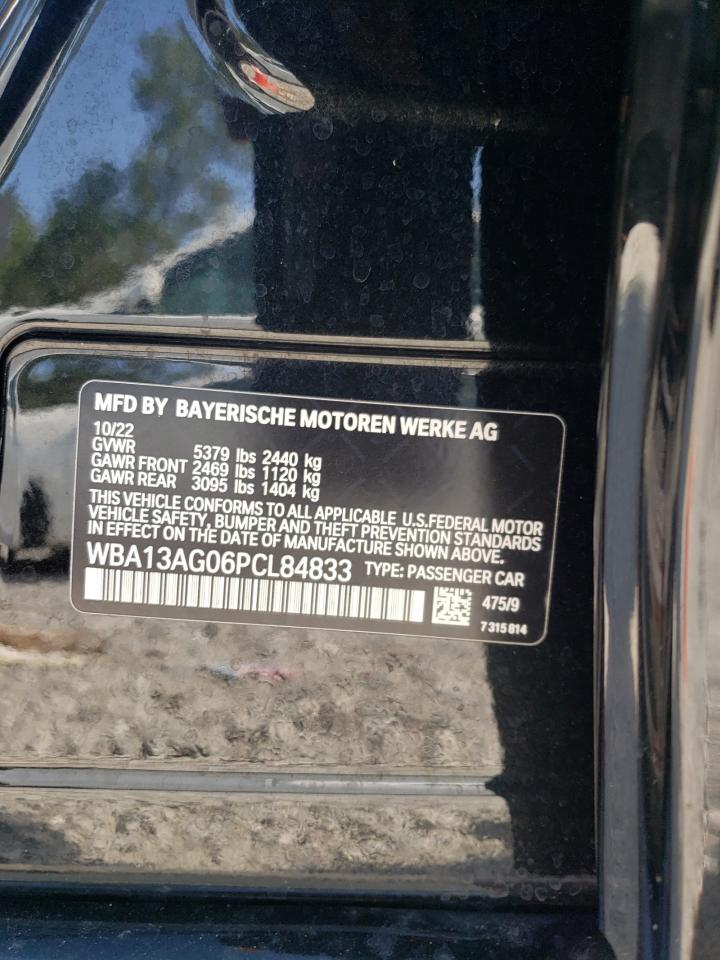 MFD BY BAYERISCHE MOTOREN WERKE AG
10/22
GVWR 5379 lbs 2440 kg
GAWR FRONT 2469 lbs 1120 kg
GAWR REAR 3095 lbs 1404 kg
THIS VEHICLE CONFORMS TO ALL APPLICABLE U.S.FEDERAL MOTOR
VEHICLE SAFETY, BUMPER AND THEFT PREVENTION STANDARDS
IN EFFECT ON THE DATE OF MANUFACTURE SHOWN ABOVE.
WBA13AG06PCL84833 TYPE: PASSENGER CAR
475/9
7315814